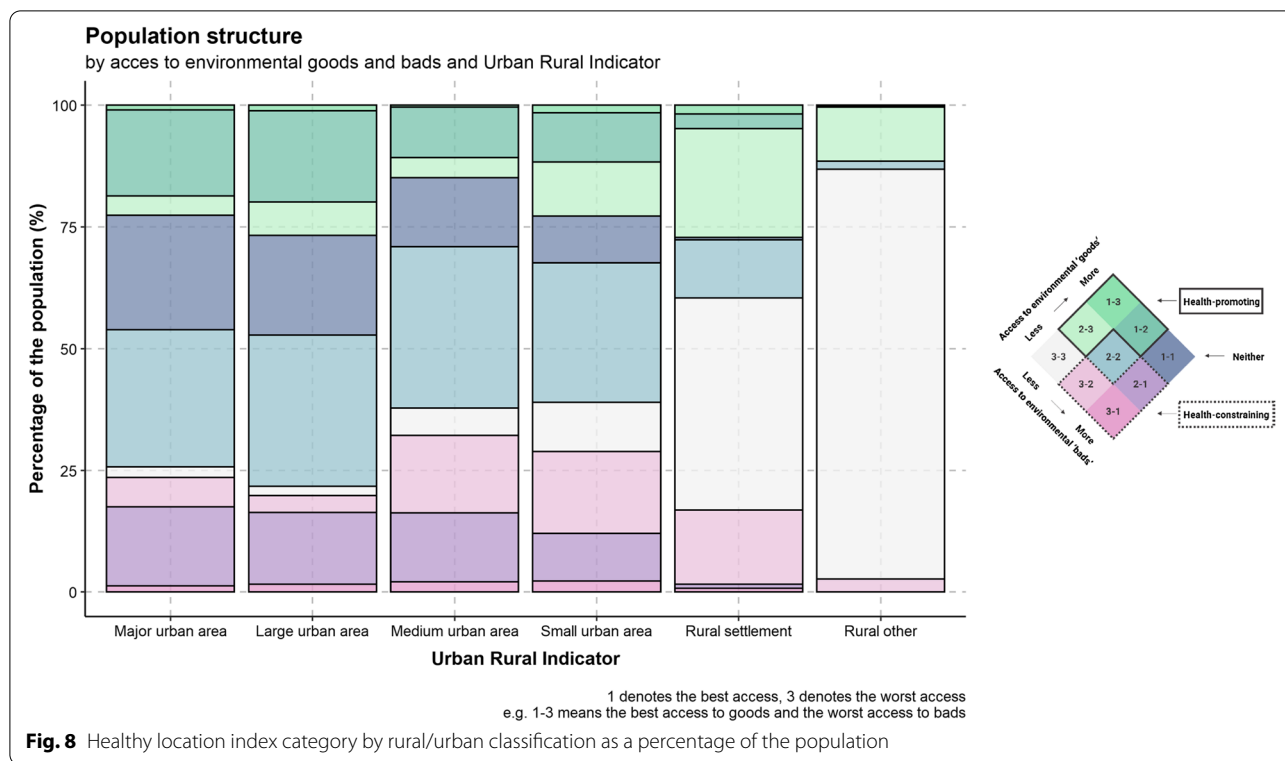 Population structure
by acces to environmental goods and bads and Urban Rural Indicator
Percentage of the population (%)
100
75
50
25
0
Major urban area
Large urban area
Medium urban area
Small urban area
Rural settlement
Rural other
Urban Rural Indicator
Access to environmental 'goods'
More
Less
1-3
2-3
1-2
3-3
2-2
1-1
3-2
2-1
3-1
Less
More
Access to environmental 'bads'
Health-promoting
Neither
Health-constraining
1 denotes the best access, 3 denotes the worst access
e.g. 1-3 means the best access to goods and the worst access to bads
Fig. 8 Healthy location index category by rural/urban classification as a percentage of the population